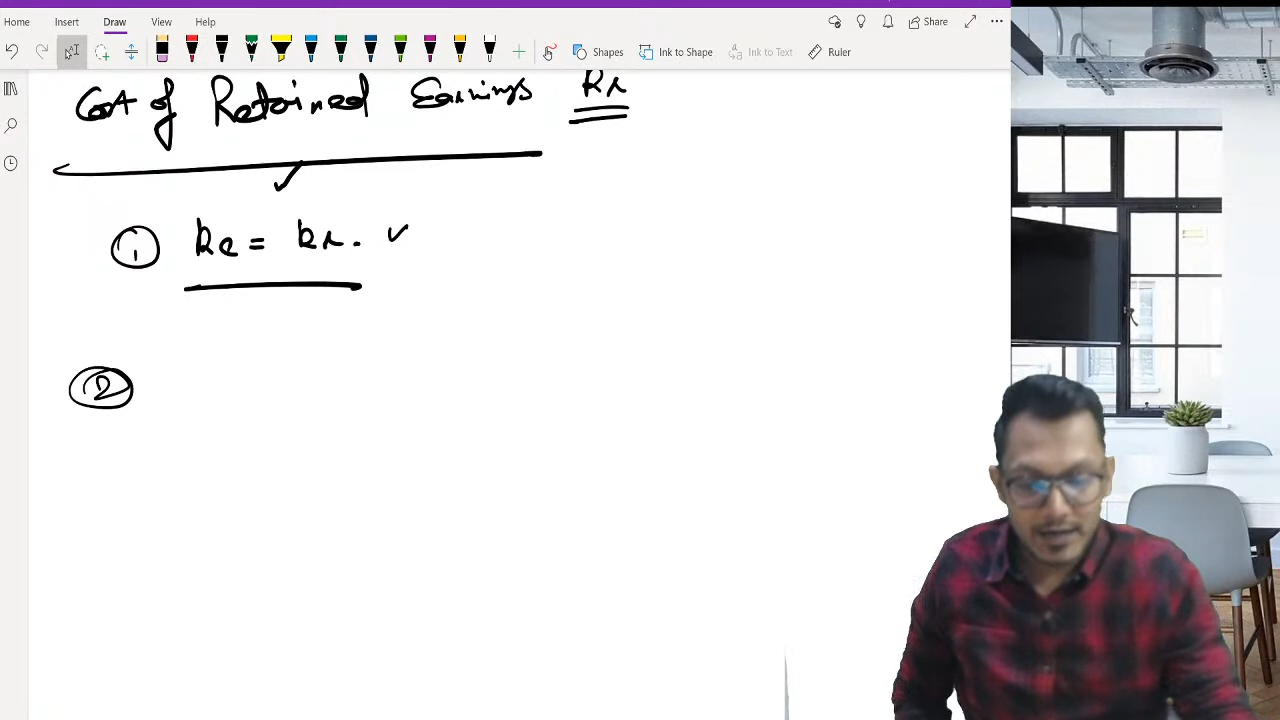 Home Insert Draw View Help Share
Shapes Ink to Shape Ink to Text Ruler
Cost of Retained Earnings Kr
① Ke = Kr.
②